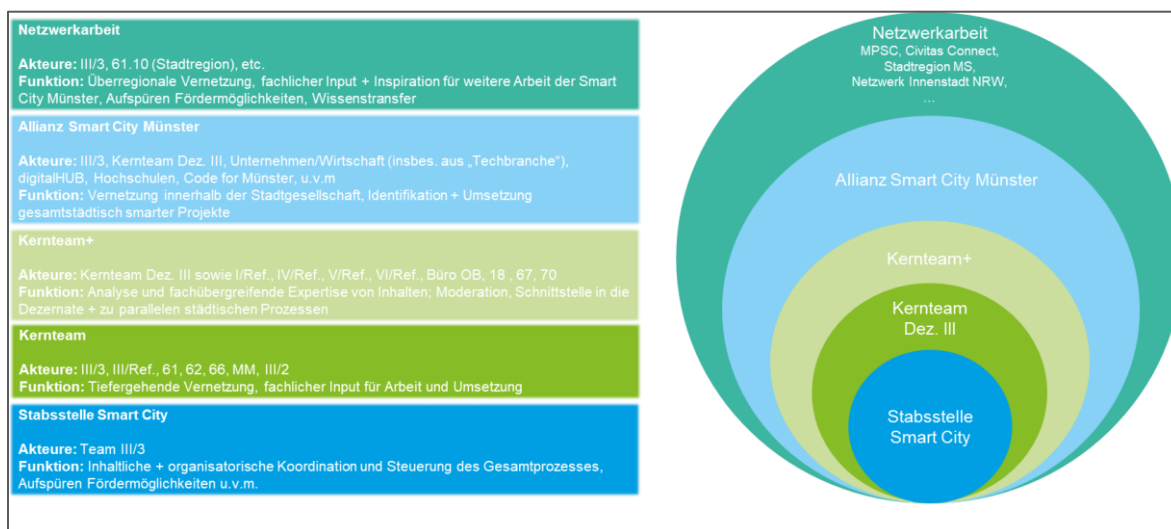 Netzwerkarbeit
Akteure: III/3, 61.10 (Stadtregion), etc.
Funktion: Überregionale Vernetzung, fachlicher Input + Inspiration für weitere Arbeit der Smart
City Münster, Aufspüren Fördermöglichkeiten, Wissenstransfer
Allianz Smart City Münster
Akteure: III/3, Kernteam Dez. III, Unternehmen/Wirtschaft (insbes. aus „Techbranche“),
digitalHUB, Hochschulen, Code for Münster, u.v.m
Funktion: Vernetzung innerhalb der Stadtgesellschaft, Identifikation + Umsetzung
gesamtstädtisch smarter Projekte
Kernteam+
Akteure: Kernteam Dez. III sowie I/Ref., IV/Ref., V/Ref., VI/Ref., Büro OB, 18 , 67, 70
Funktion: Analyse und fachübergreifende Expertise von Inhalten; Moderation, Schnittstelle in die
Dezernate + zu parallelen städtischen Prozessen
Kernteam
Akteure: III/3, III/Ref., 61, 62, 66, MM, III/2
Funktion: Tiefergehende Vernetzung, fachlicher Input für Arbeit und Umsetzung
Stabsstelle Smart City
Akteure: Team III/3
Funktion: Inhaltliche + organisatorische Koordination und Steuerung des Gesamtprozesses,
Aufspüren Fördermöglichkeiten u.v.m.
Netzwerkarbeit
MPSC, Civitas Connect,
Stadtregion MS,
Netzwerk Innenstadt NRW,
...
Allianz Smart City Münster
Kernteam+
Kernteam
Dez. III
Stabsstelle
Smart City